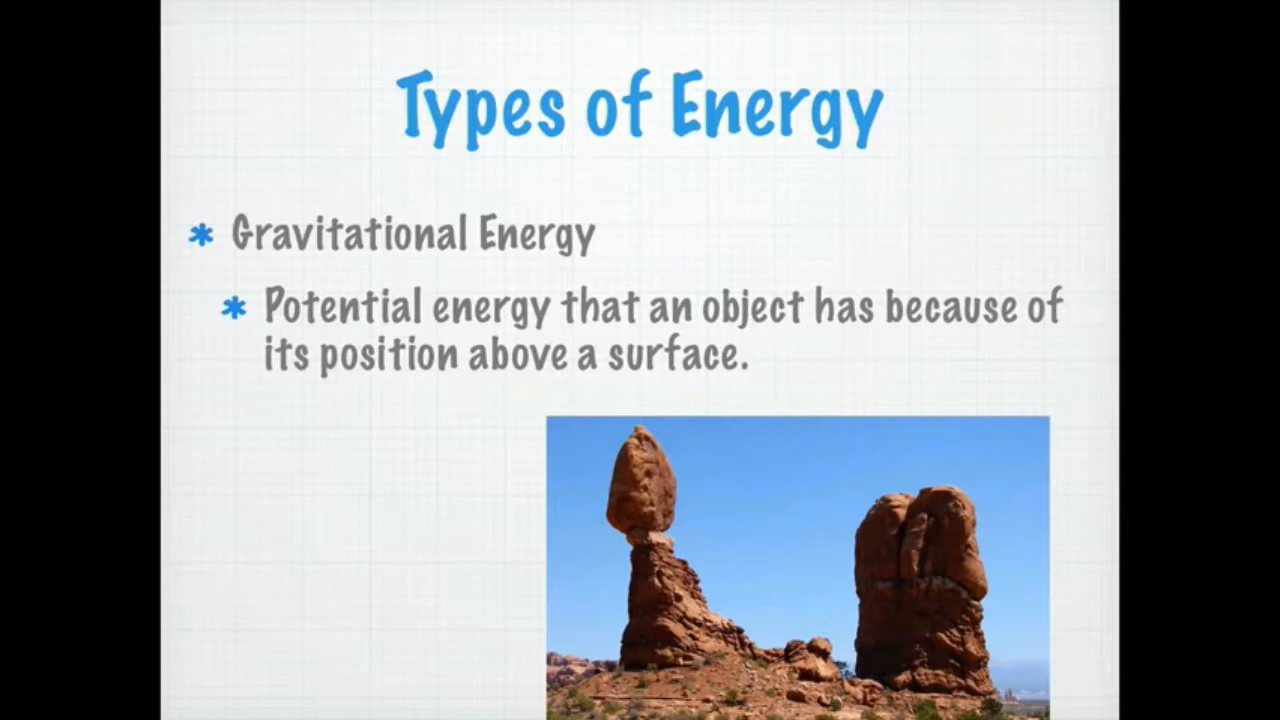 Types of Energy
* Gravitational Energy
* Potential energy that an object has because of
its position above a surface.